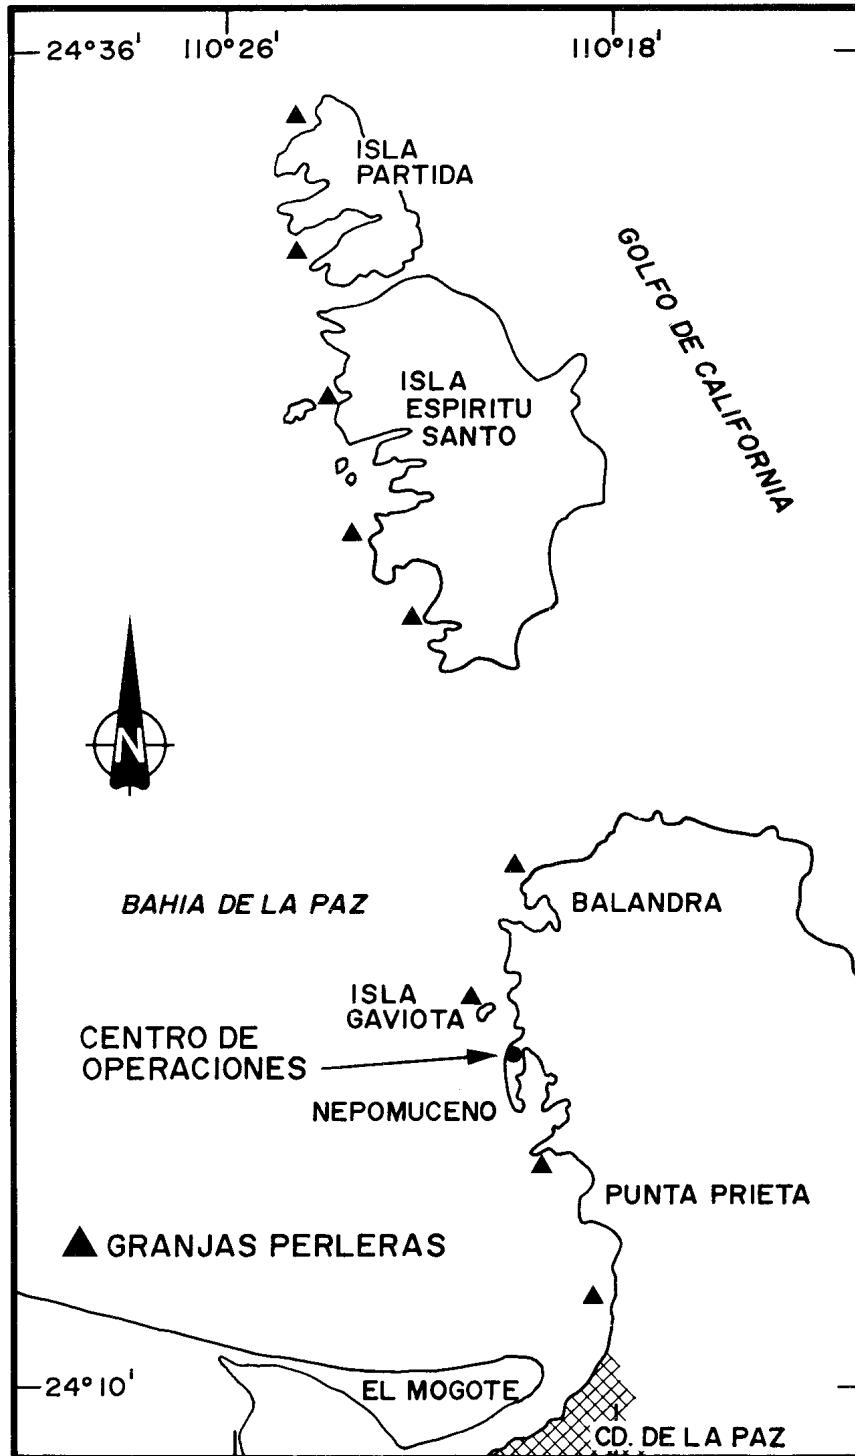 24°36' 110°26' 110°18'
ISLA
PARTIDA
GOLFO DE CALIFORNIA
ISLA
ESPIRITU
SANTO
N
BAHIA DE LA PAZ
BALANDRA
ISLA
GAVIOTA
CENTRO DE
OPERACIONES
NEPOMUCENO
PUNTA PRIETA
GRANJAS PERLERAS
24°10'
EL MOGOTE
CD. DE LA PAZ